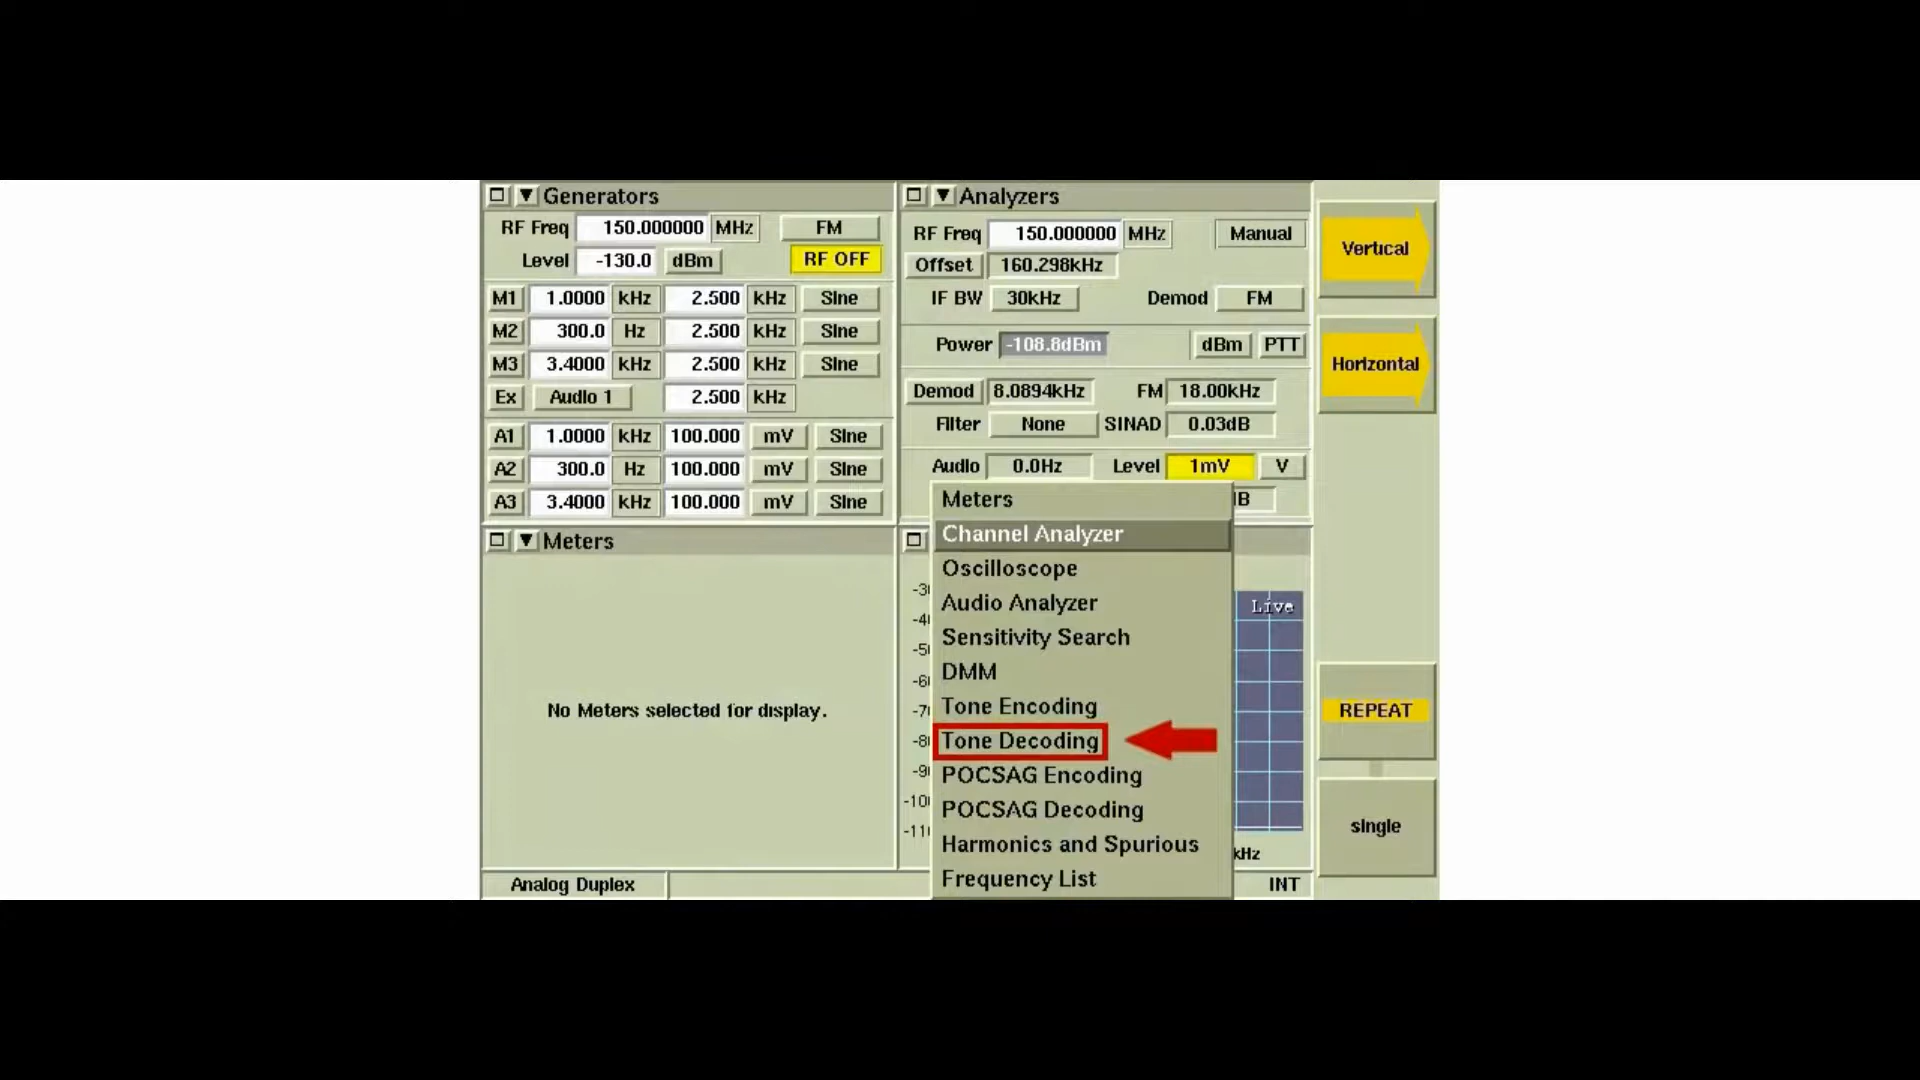 Generators
RF Freq 150.000000 MHz FM
Level -130.0 dBm RF OFF
M1 1.0000 kHz 2.500 kHz Sine
M2 300.0 Hz 2.500 kHz Sine
M3 3.4000 kHz 2.500 kHz Sine
Ex Audio 1 2.500 kHz
A1 1.0000 kHz 100.000 mV Sine
A2 300.0 Hz 100.000 mV Sine
A3 3.4000 kHz 100.000 mV Sine
Analyzers
RF Freq 150.000000 MHz Manual
Offset 160.298kHz
IF BW 30kHz Demod FM
Power -108.8dBm dBm PTT
Demod 8.0894kHz FM 18.00kHz
Filter None SINAD 0.03dB
Audio 0.0Hz Level 1mV V
Meters
Channel Analyzer
Oscilloscope
Audio Analyzer
Sensitivity Search
DMM
Tone Encoding
Tone Decoding
POCSAG Encoding
POCSAG Decoding
Harmonics and Spurious
Frequency List
Meters
No Meters selected for display.
Live
kHz
Analog Duplex
INT
Vertical
Horizontal
REPEAT
single